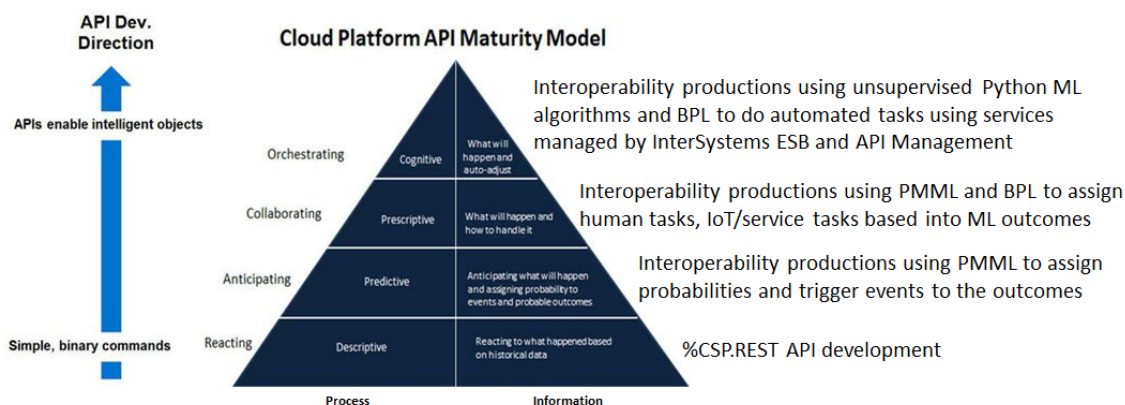 API Dev.
Direction
Cloud Platform API Maturity Model
APIs enable intelligent objects
Simple, binary commands
Orchestrating
Cognitive
What will
happen and
auto-adjust
Interoperability productions using unsupervised Python ML
algorithms and BPL to do automated tasks using services
managed by InterSystems ESB and API Management
Collaborating
Prescriptive
What will happen and
how to handle it
Interoperability productions using PMML and BPL to assign
human tasks, IoT/service tasks based into ML outcomes
Anticipating
Predictive
Anticipating what will happen
and assigning probability to
events and probable outcomes
Interoperability productions using PMML to assign
probabilities and trigger events to the outcomes
Reacting
Descriptive
Reacting to what happened based
on historical data
%CSP.REST API development
Process
Information